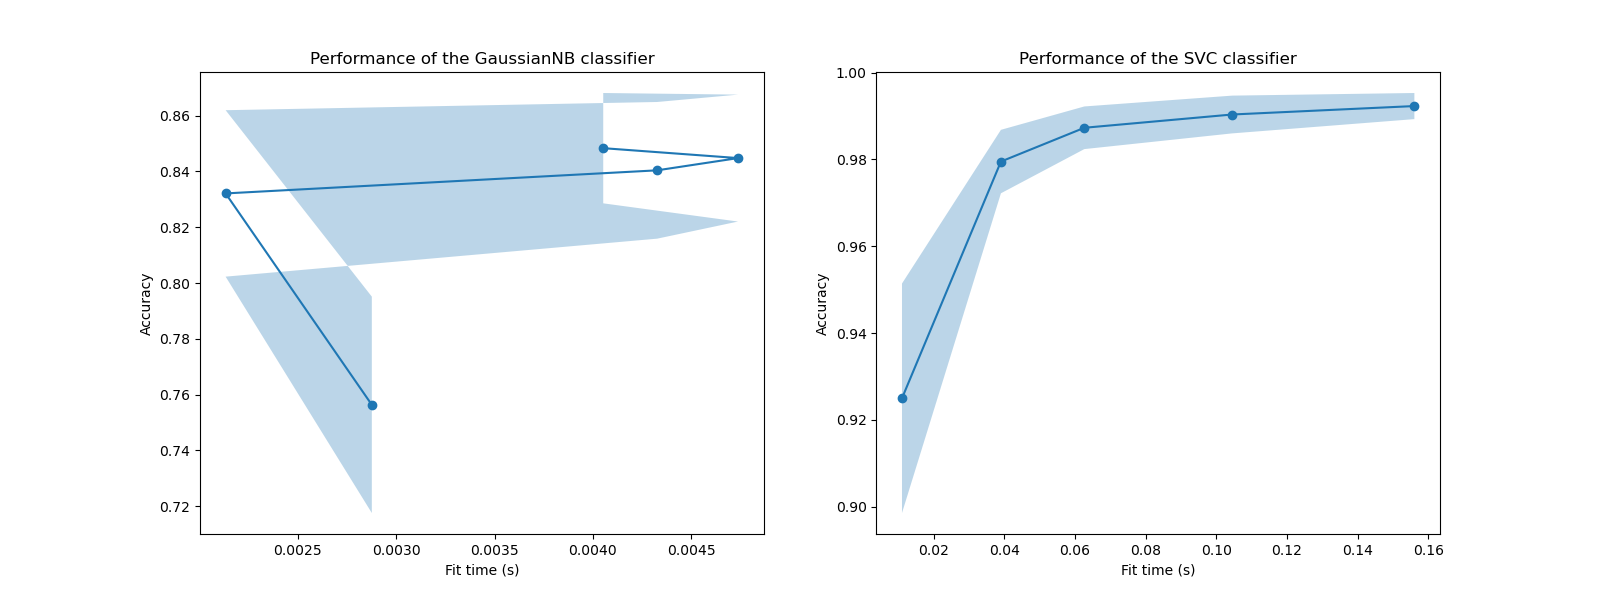 Performance of the GaussianNB classifier
0.86
0.84
0.82
0.80
0.78
0.76
0.74
0.72
Accuracy
0.0025 0.0030 0.0035 0.0040 0.0045
Fit time (s)
Performance of the SVC classifier
1.00
0.98
0.96
0.94
0.92
0.90
Accuracy
0.02 0.04 0.06 0.08 0.10 0.12 0.14 0.16
Fit time (s)